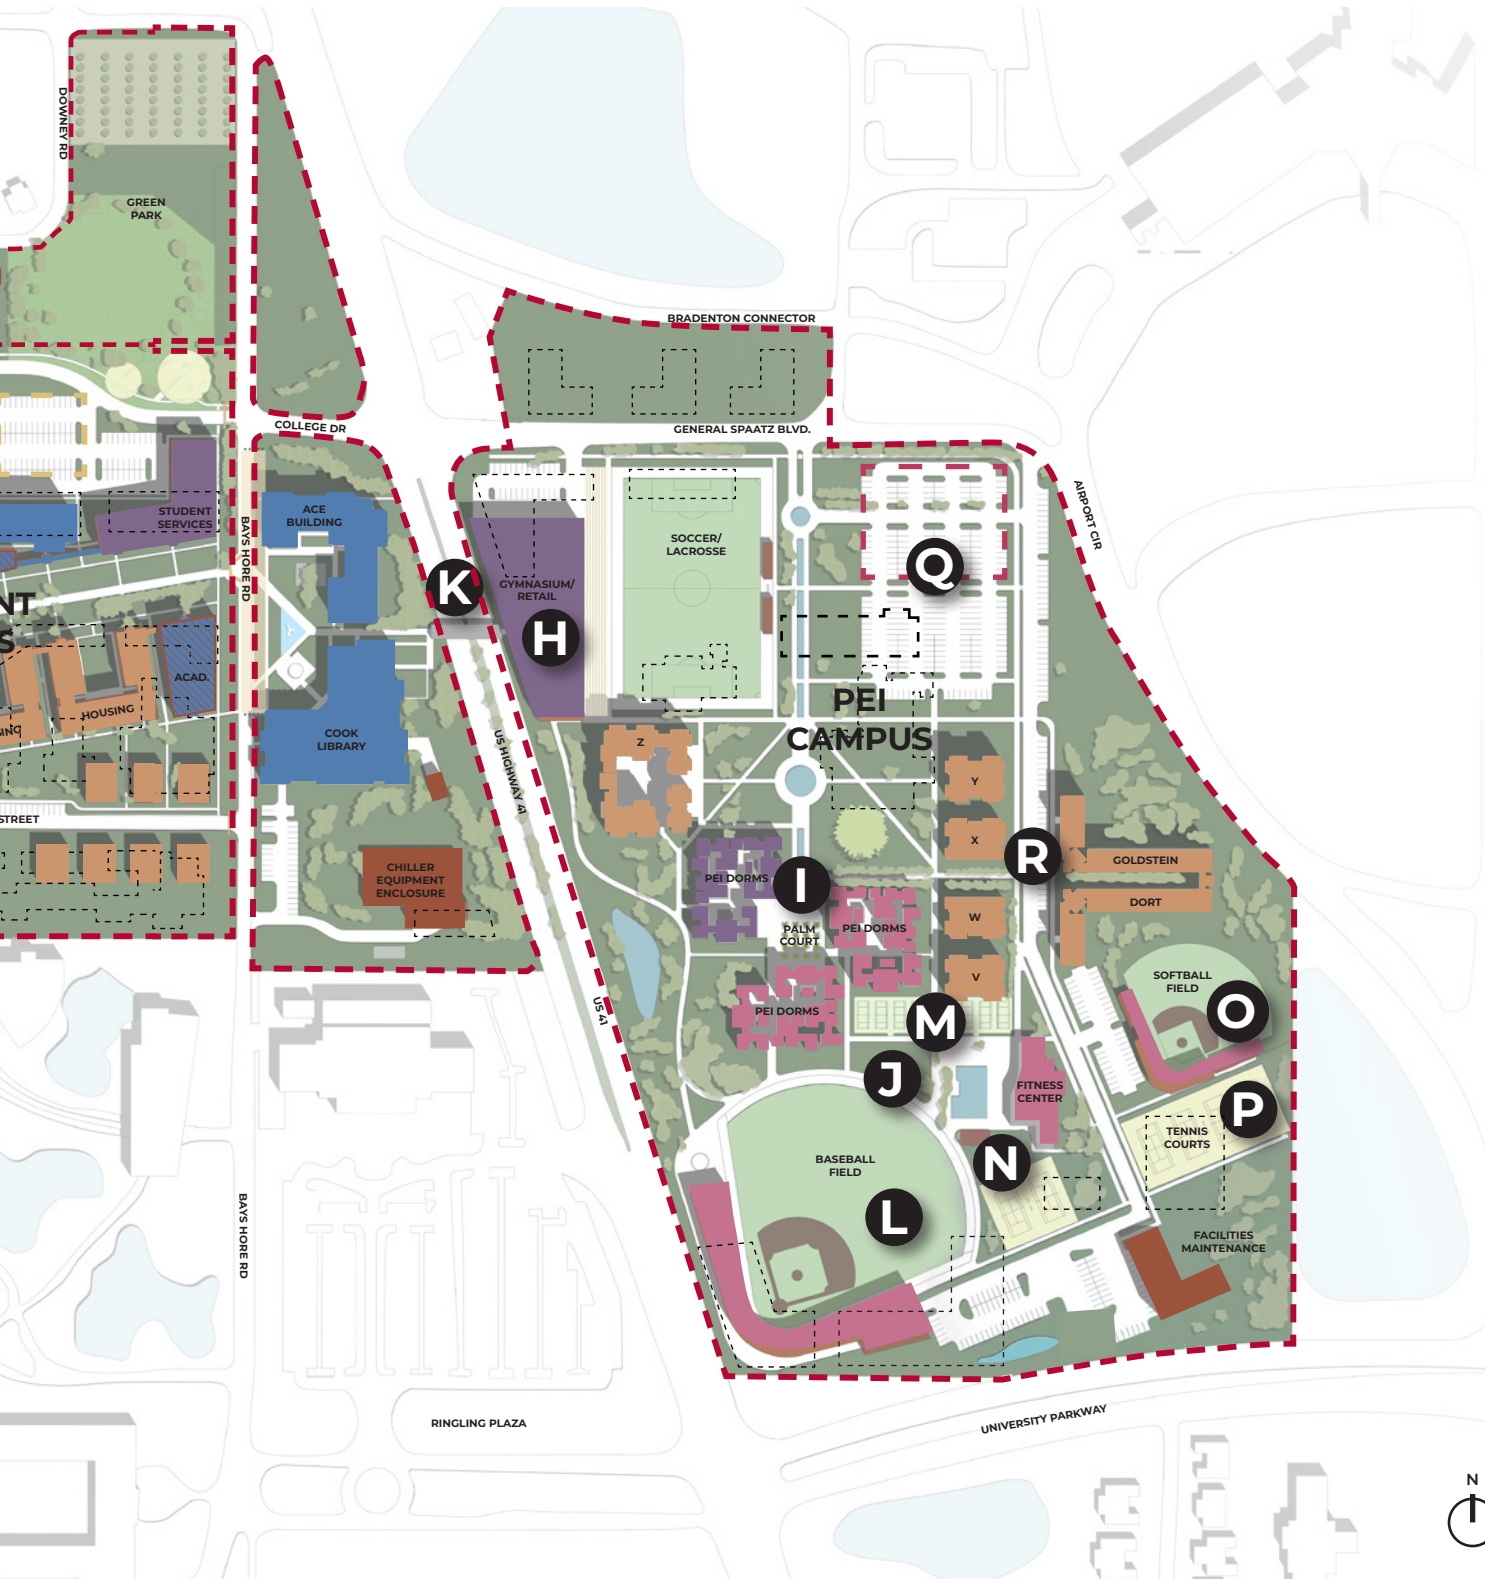 DOWNEY RD
GREEN
PARK
BRADENTON CONNECTOR
COLLEGE DR
GENERAL SPAATZ BLVD.
AIRPORT CIR
STUDENT
SERVICES
BAYS HORE RD
ACE
BUILDING
SOCCER/
LACROSSE
Q
K
GYMNASIUM/
RETAIL
H
NT
S
ACAD.
HOUSING
COOK
LIBRARY
PEI
CAMPUS
Z
US HIGHWAY 41
Y
X
W
V
STREET
R
GOLDSTEIN
DORT
CHILLER
EQUIPMENT
ENCLOSURE
PEI DORMS
I
PALM
COURT
PEI DORMS
PEI DORMS
US 41
M
SOFTBALL
FIELD
O
J
FITNESS
CENTER
P
TENNIS
COURTS
BASEBALL
FIELD
N
L
BAYS HORE RD
FACILITIES
MAINTENANCE
RINGLING PLAZA
UNIVERSITY PARKWAY
N